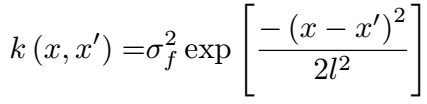 k (x, x′) = σ_f^2 exp [ −(x − x′)^2 / 2l^2 ]